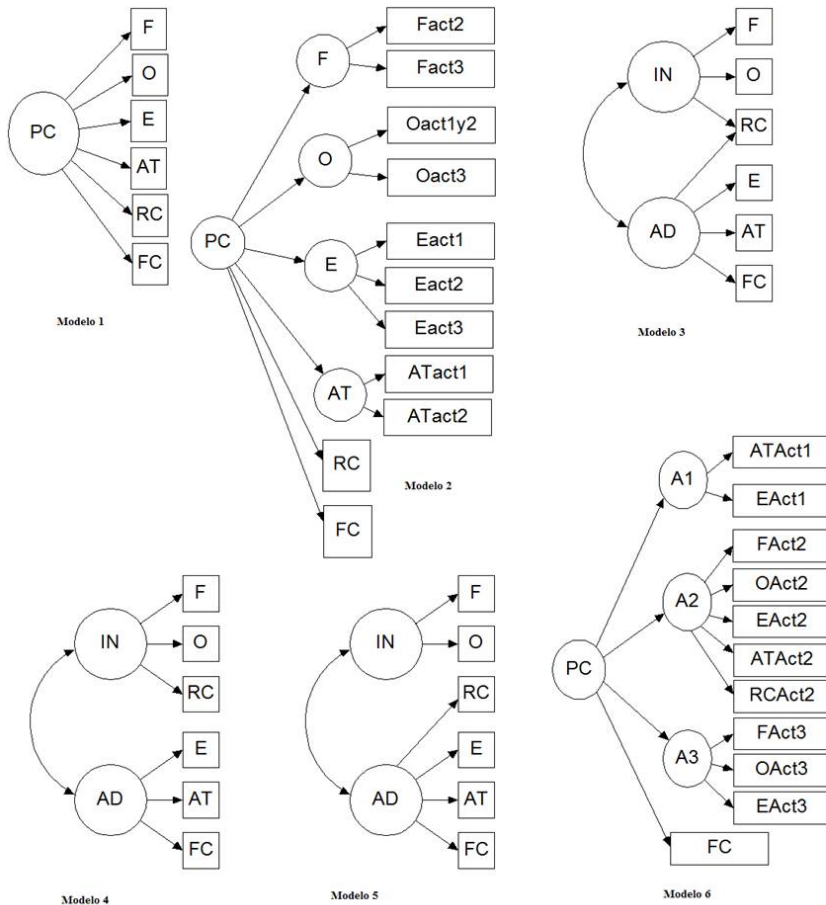 F
O
E
AT
RC
FC
PC
Modelo 1
Fact2
Fact3
F
Oact1y2
Oact3
O
PC
Eact1
Eact2
Eact3
E
ATact1
ATact2
AT
RC
FC
Modelo 2
F
O
RC
IN
E
AT
FC
AD
Modelo 3
F
O
RC
IN
E
AT
FC
AD
Modelo 4
F
O
IN
RC
E
AT
FC
AD
Modelo 5
ATAct1
EAct1
A1
FAct2
OAct2
EAct2
ATAct2
RCAct2
A2
PC
FAct3
OAct3
EAct3
A3
FC
Modelo 6